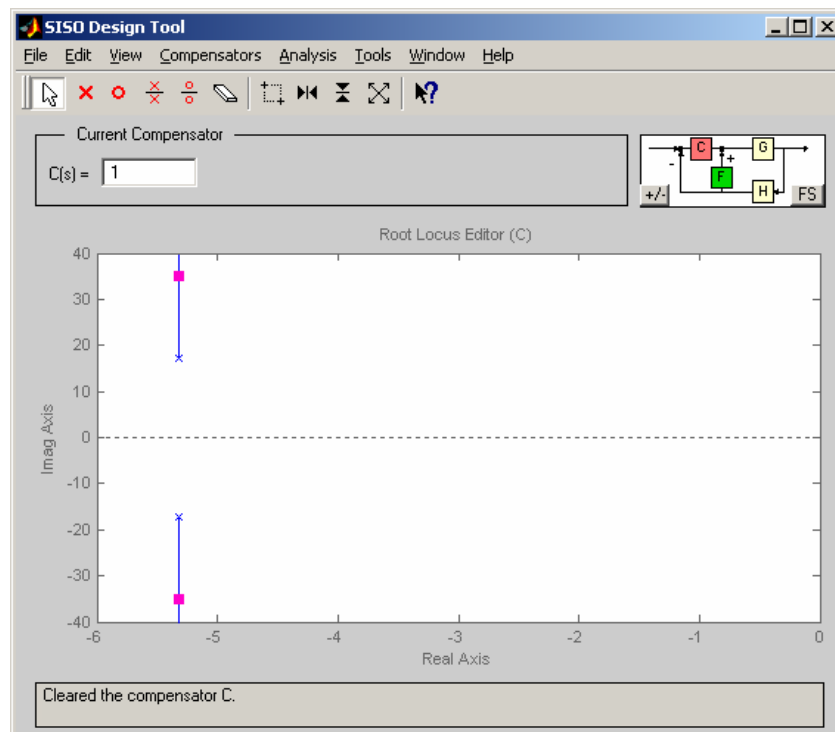 SISO Design Tool
File Edit View Compensators Analysis Tools Window Help
Current Compensator
C(s) = 1
C G
- +
F
H
+/- FS
Root Locus Editor (C)
40
30
20
10
0
-10
-20
-30
-40
Imag Axis
-6 -5 -4 -3 -2 -1 0
Real Axis
Cleared the compensator C.